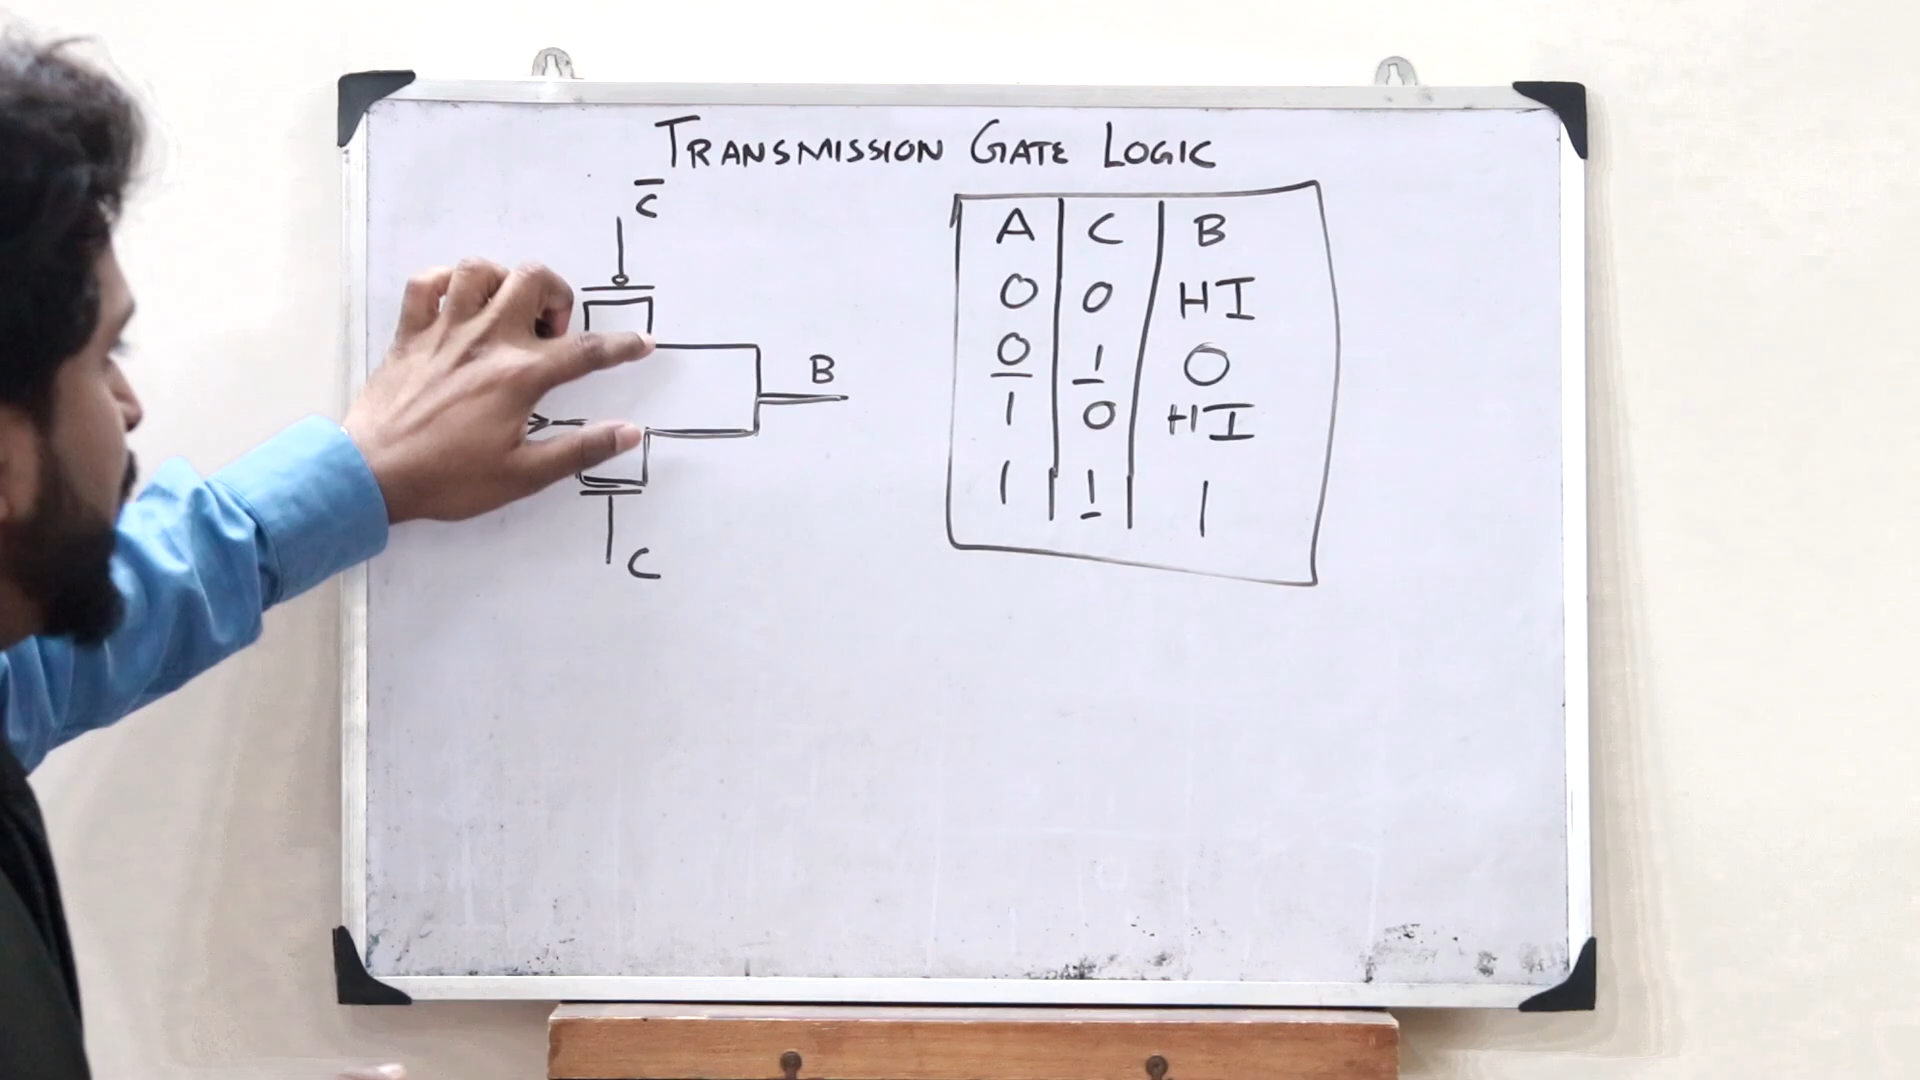 TRANSMISSION GATE LOGIC
C̅
B
C
A C B
0 0 HI
0 1 0
1 0 HI
1 1 1